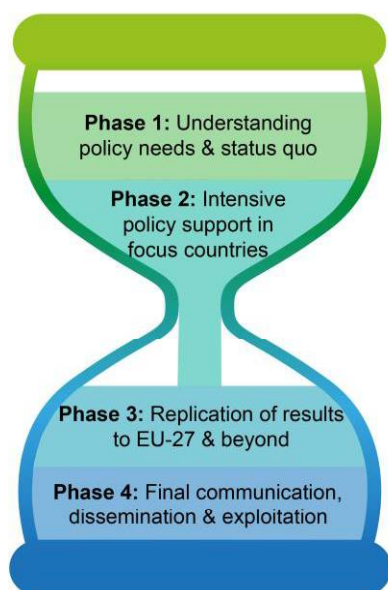 Phase 1: Understanding
policy needs & status quo
Phase 2: Intensive
policy support in
focus countries
Phase 3: Replication of results
to EU-27 & beyond
Phase 4: Final communication,
dissemination & exploitation